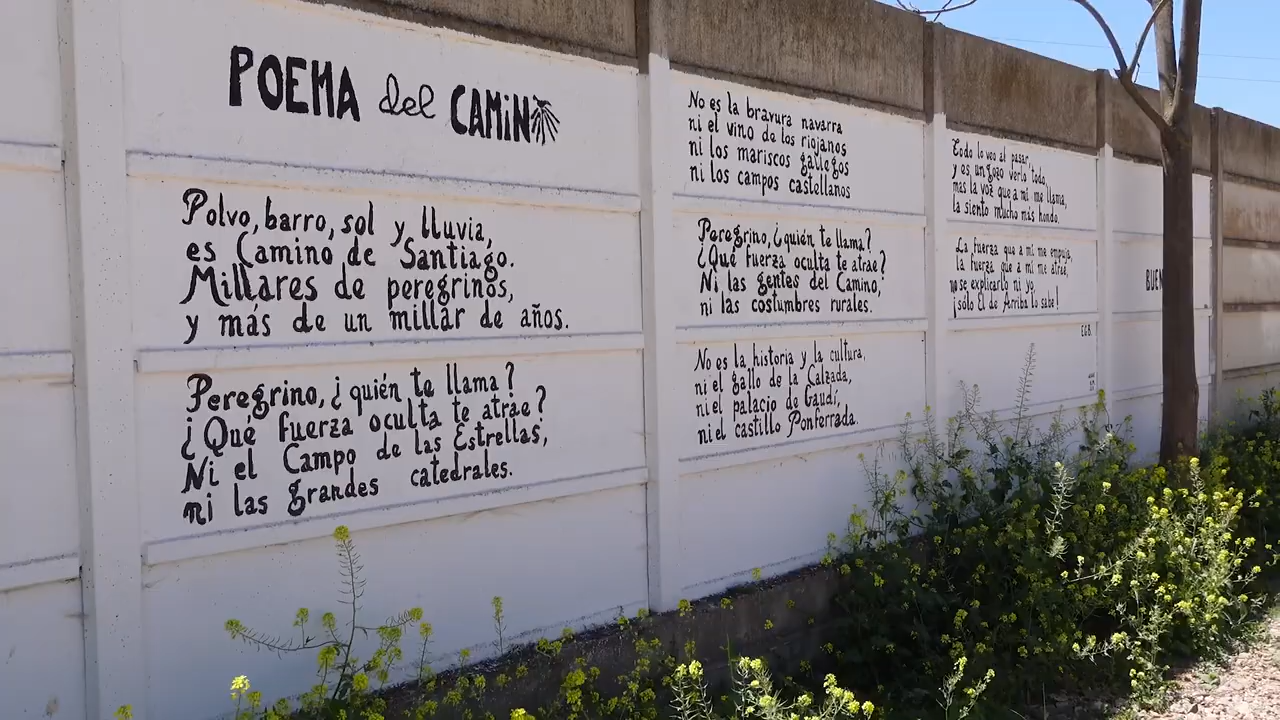 POEMA del CAMINO
Polvo, barro, sol y lluvia,
es Camino de Santiago.
Millares de peregrinos,
y más de un millar de años.
Peregrino, ¿quién te llama?
¿Qué fuerza oculta te atrae?
Ni el Campo de las Estrellas,
ni las grandes catedrales.
No es la bravura navarra
ni el vino de los riojanos
ni los mariscos gallegos
ni los campos castellanos
Peregrino, ¿quién te llama?
¿Qué fuerza oculta te atrae?
Ni las gentes del Camino,
ni las costumbres rurales.
No es la historia y la cultura,
ni el gallo de la Calzada,
ni el palacio de Gaudí,
ni el castillo Ponferrada.
Todo lo veo al pasar,
y es un gozo verlo todo,
mas la voz que a mi me llama,
la siento mucho más hondo.
La fuerza que a mi me empuja,
la fuerza que a mi me atrae,
no se explicarlo ni yo
¡sólo El de Arriba lo sabe!
E.G.B.
BUEN